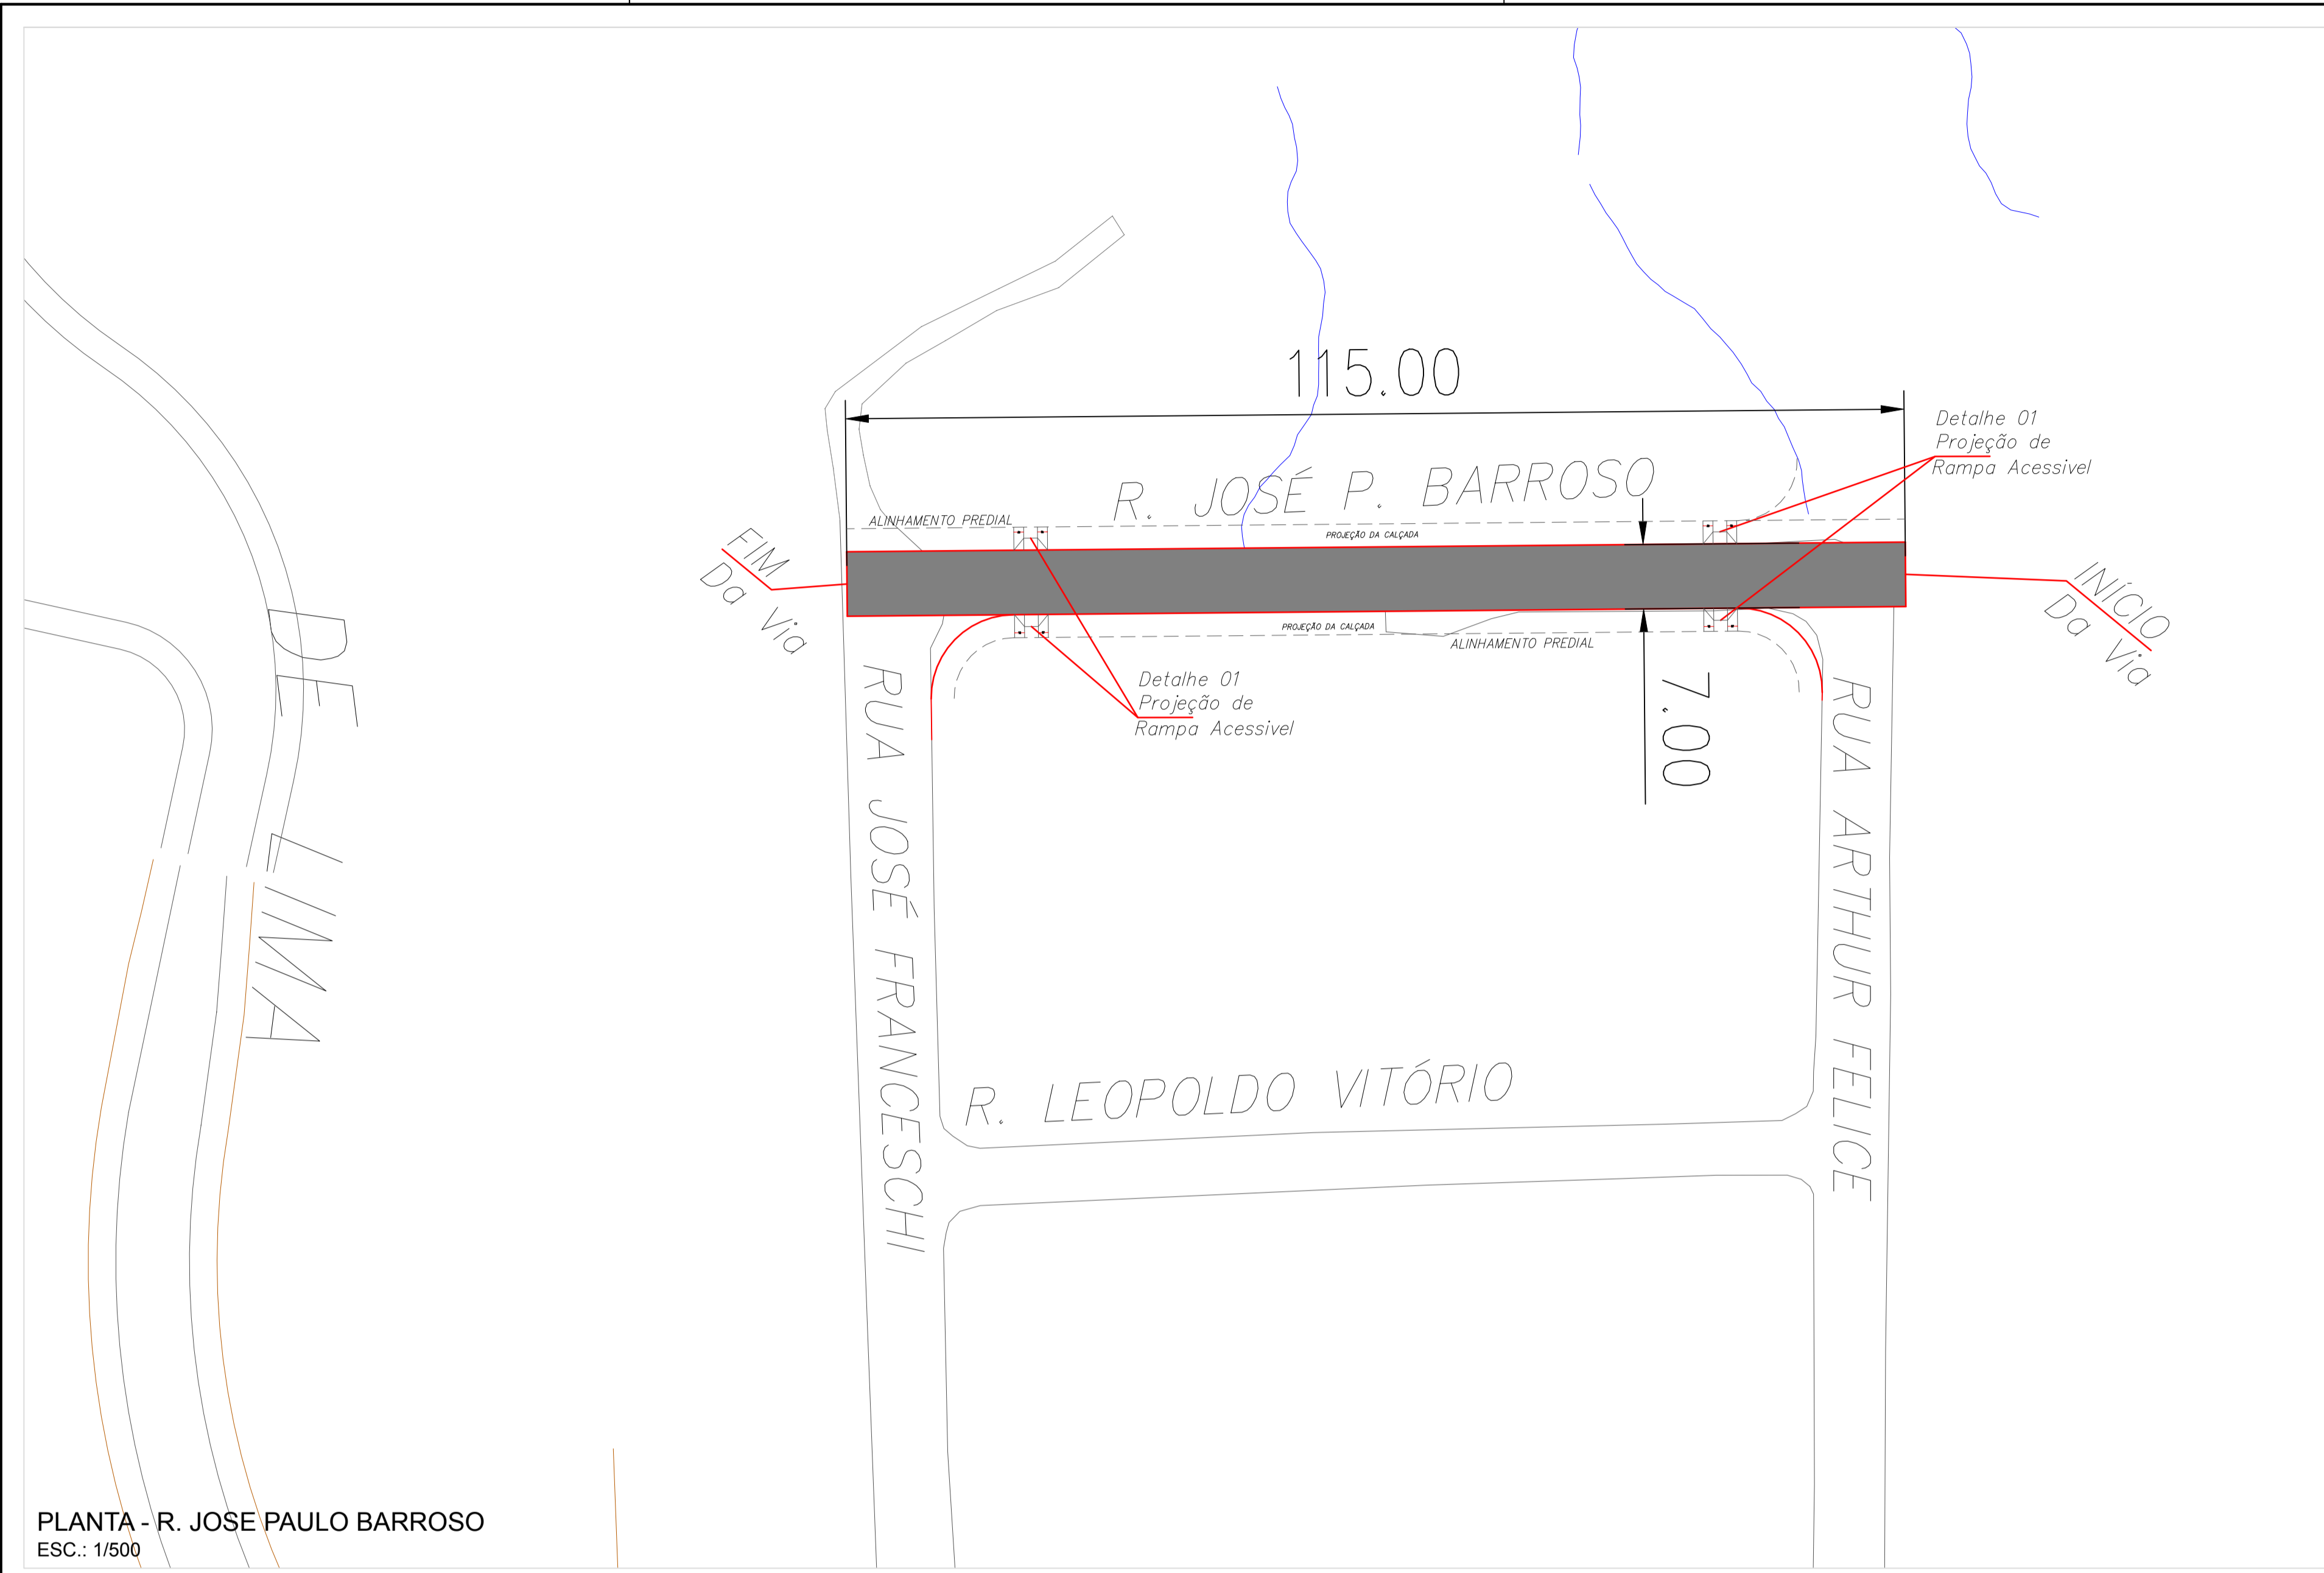 115.00
Detalhe 01
Projeção de
Rampa Acessivel
R. JOSÉ P. BARROSO
ALINHAMENTO PREDIAL
PROJEÇÃO DA CALÇADA
FIM
Da Via
INÍCIO
Da Via
PROJEÇÃO DA CALÇADA
ALINHAMENTO PREDIAL
Detalhe 01
Projeção de
Rampa Acessivel
7.00
DE LIMA
RUA JOSÉ FRANCESCHI
RUA ARTHUR FELICE
R. LEOPOLDO VITÓRIO
PLANTA - R. JOSE PAULO BARROSO
ESC.: 1/500